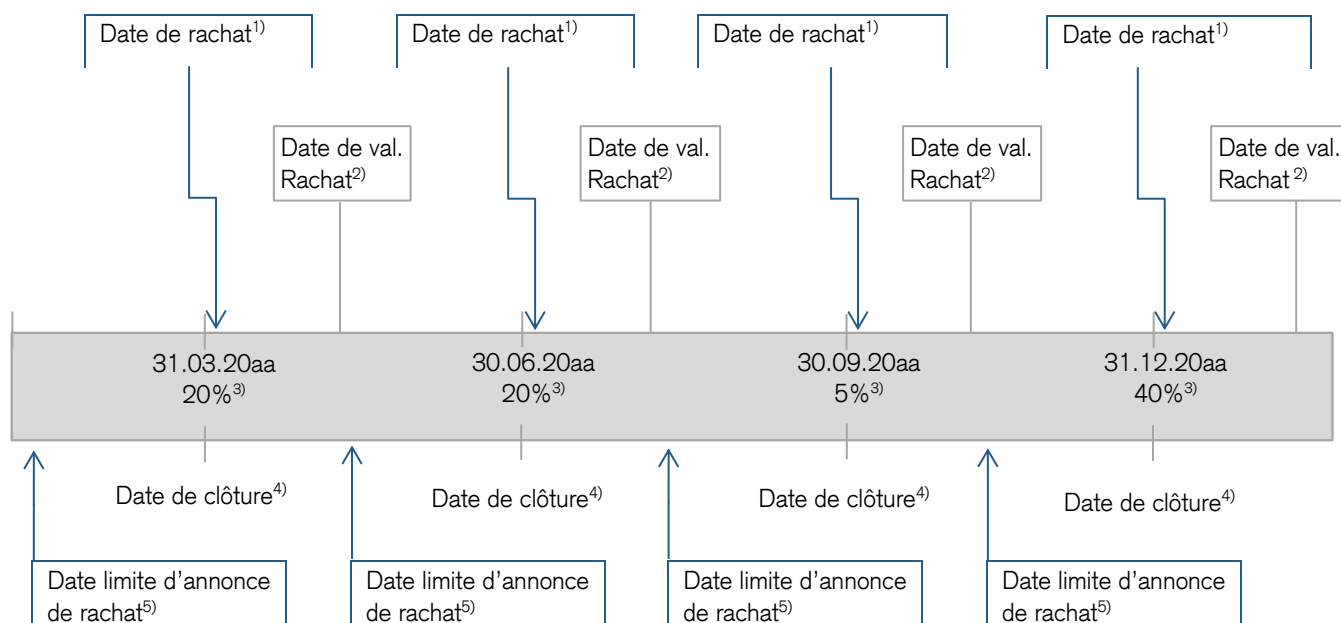 Date de rachat1)
Date de rachat1)
Date de rachat1)
Date de rachat1)
Date de val.
Rachat2)
Date de val.
Rachat2)
Date de val.
Rachat2)
Date de val.
Rachat 2)
31.03.20aa
20%3)
30.06.20aa
20%3)
30.09.20aa
5%3)
31.12.20aa
40%3)
Date de clôture4)
Date de clôture4)
Date de clôture4)
Date de clôture4)
Date limite d’annonce
de rachat5)
Date limite d’annonce
de rachat5)
Date limite d’annonce
de rachat5)
Date limite d’annonce
de rachat5)